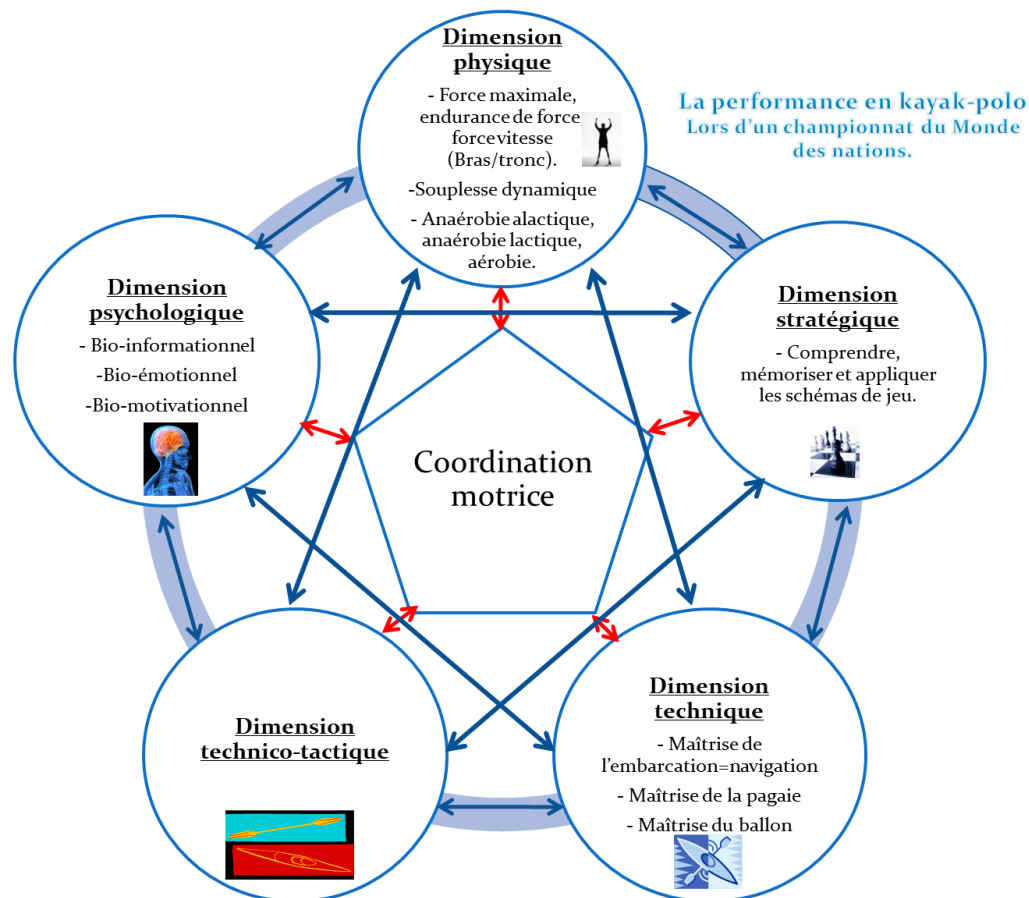 Dimension
physique
- Force maximale,
endurance de force,
force vitesse
(Bras/tronc).
-Souplesse dynamique
- Anaérobie alactique,
anaérobie lactique,
aérobie.
La performance en kayak-polo
Lors d'un championnat du Monde
des nations.
Dimension
psychologique
- Bio-informationnel
-Bio-émotionnel
-Bio-motivationnel
Dimension
stratégique
- Comprendre,
mémoriser et appliquer
les schémas de jeu.
Coordination
motrice
Dimension
technico-tactique
Dimension
technique
- Maîtrise de
l'embarcation=navigation
- Maîtrise de la pagaie
- Maîtrise du ballon